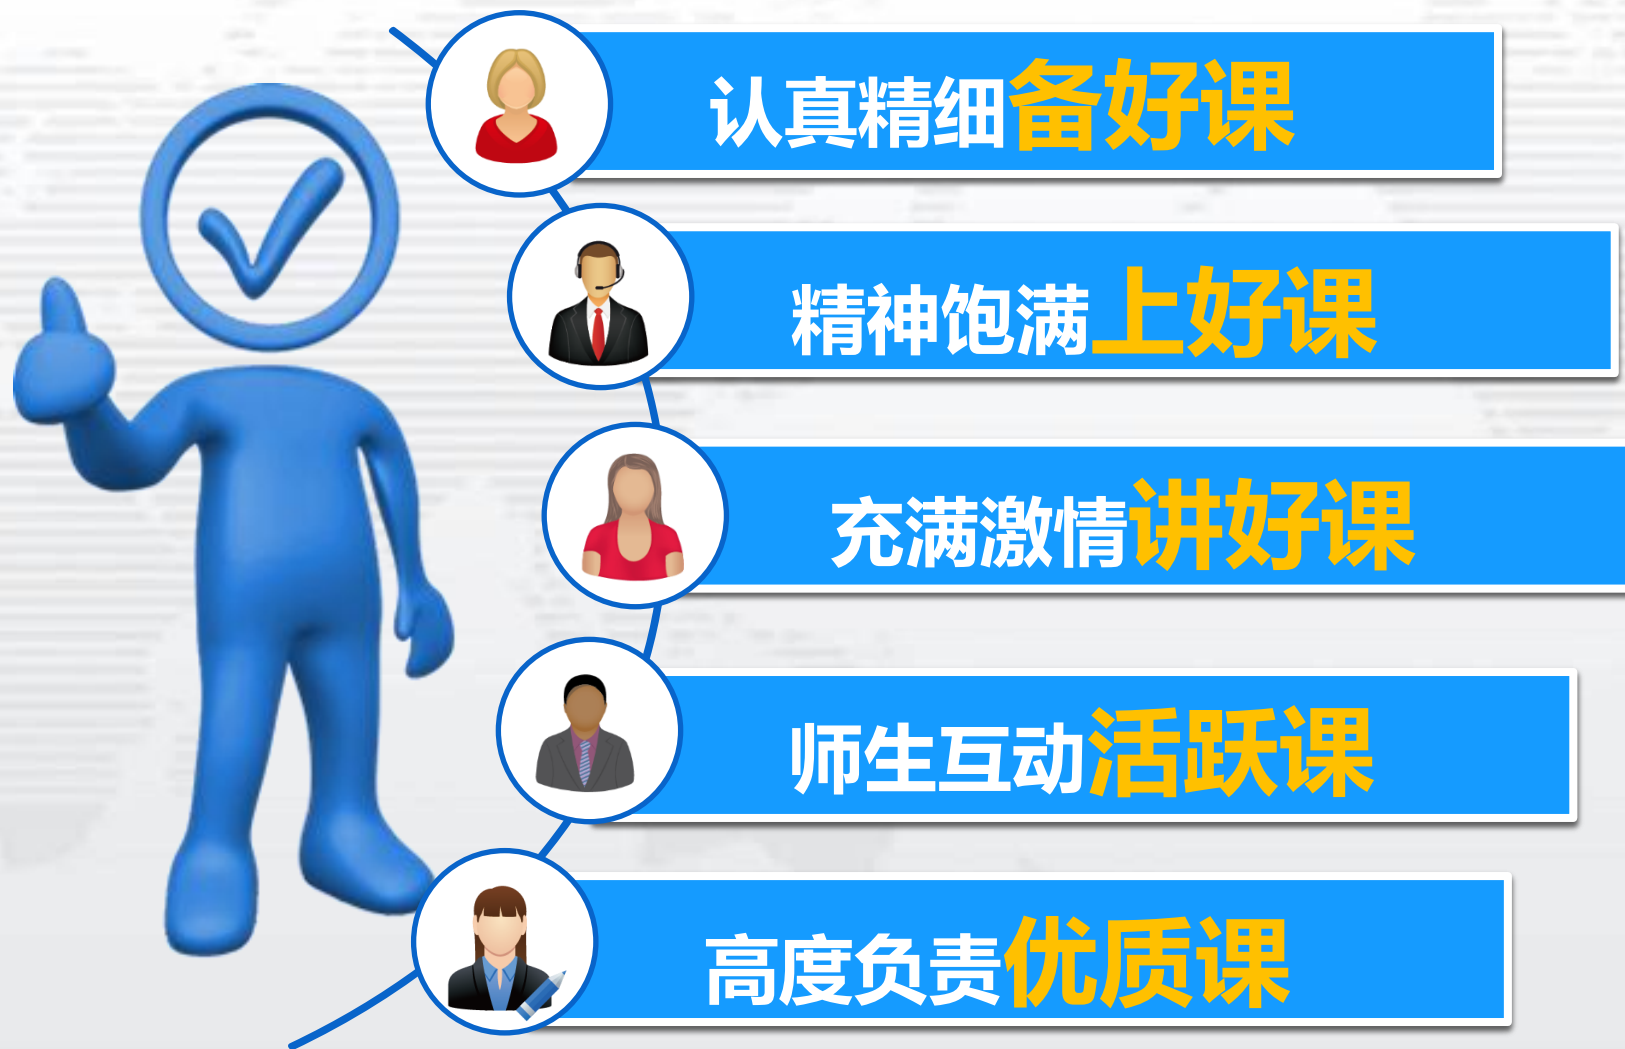 认真精细备好课
精神饱满上好课
充满激情讲好课
师生互动活跃课
高度负责优质课